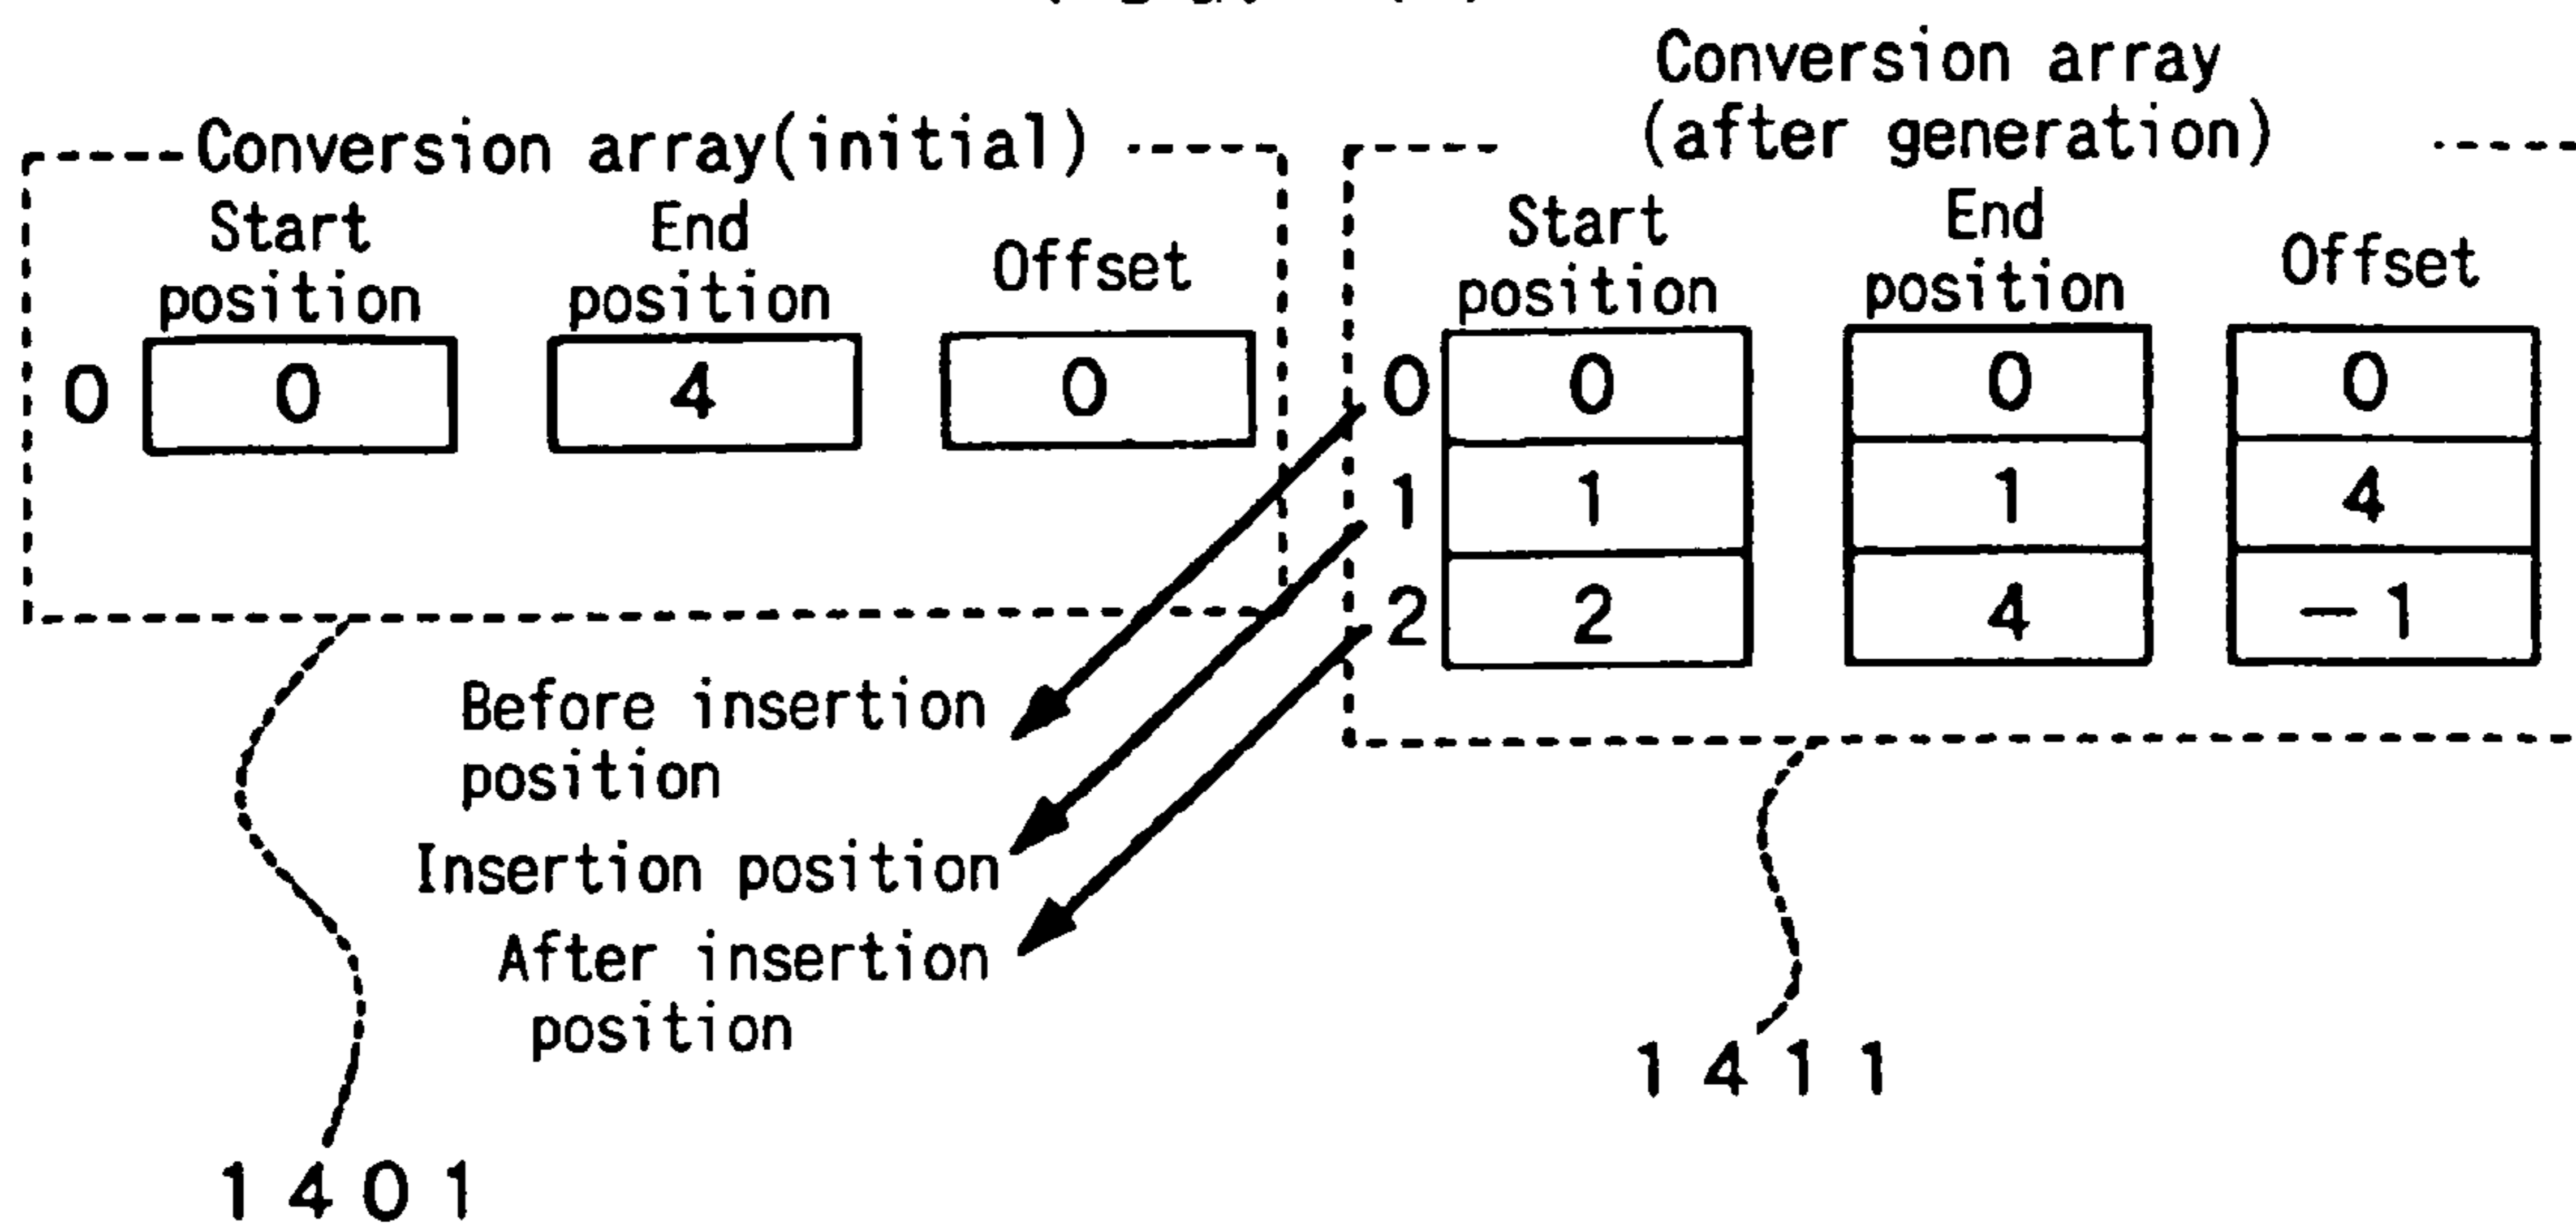 Conversion array(initial)
Start
position
End
position
Offset
0 0 4 0
Conversion array
(after generation)
Start
position
End
position
Offset
0 0 0 0
1 1 1 4
2 2 4 −1
Before insertion
position
Insertion position
After insertion
position
1401
1411